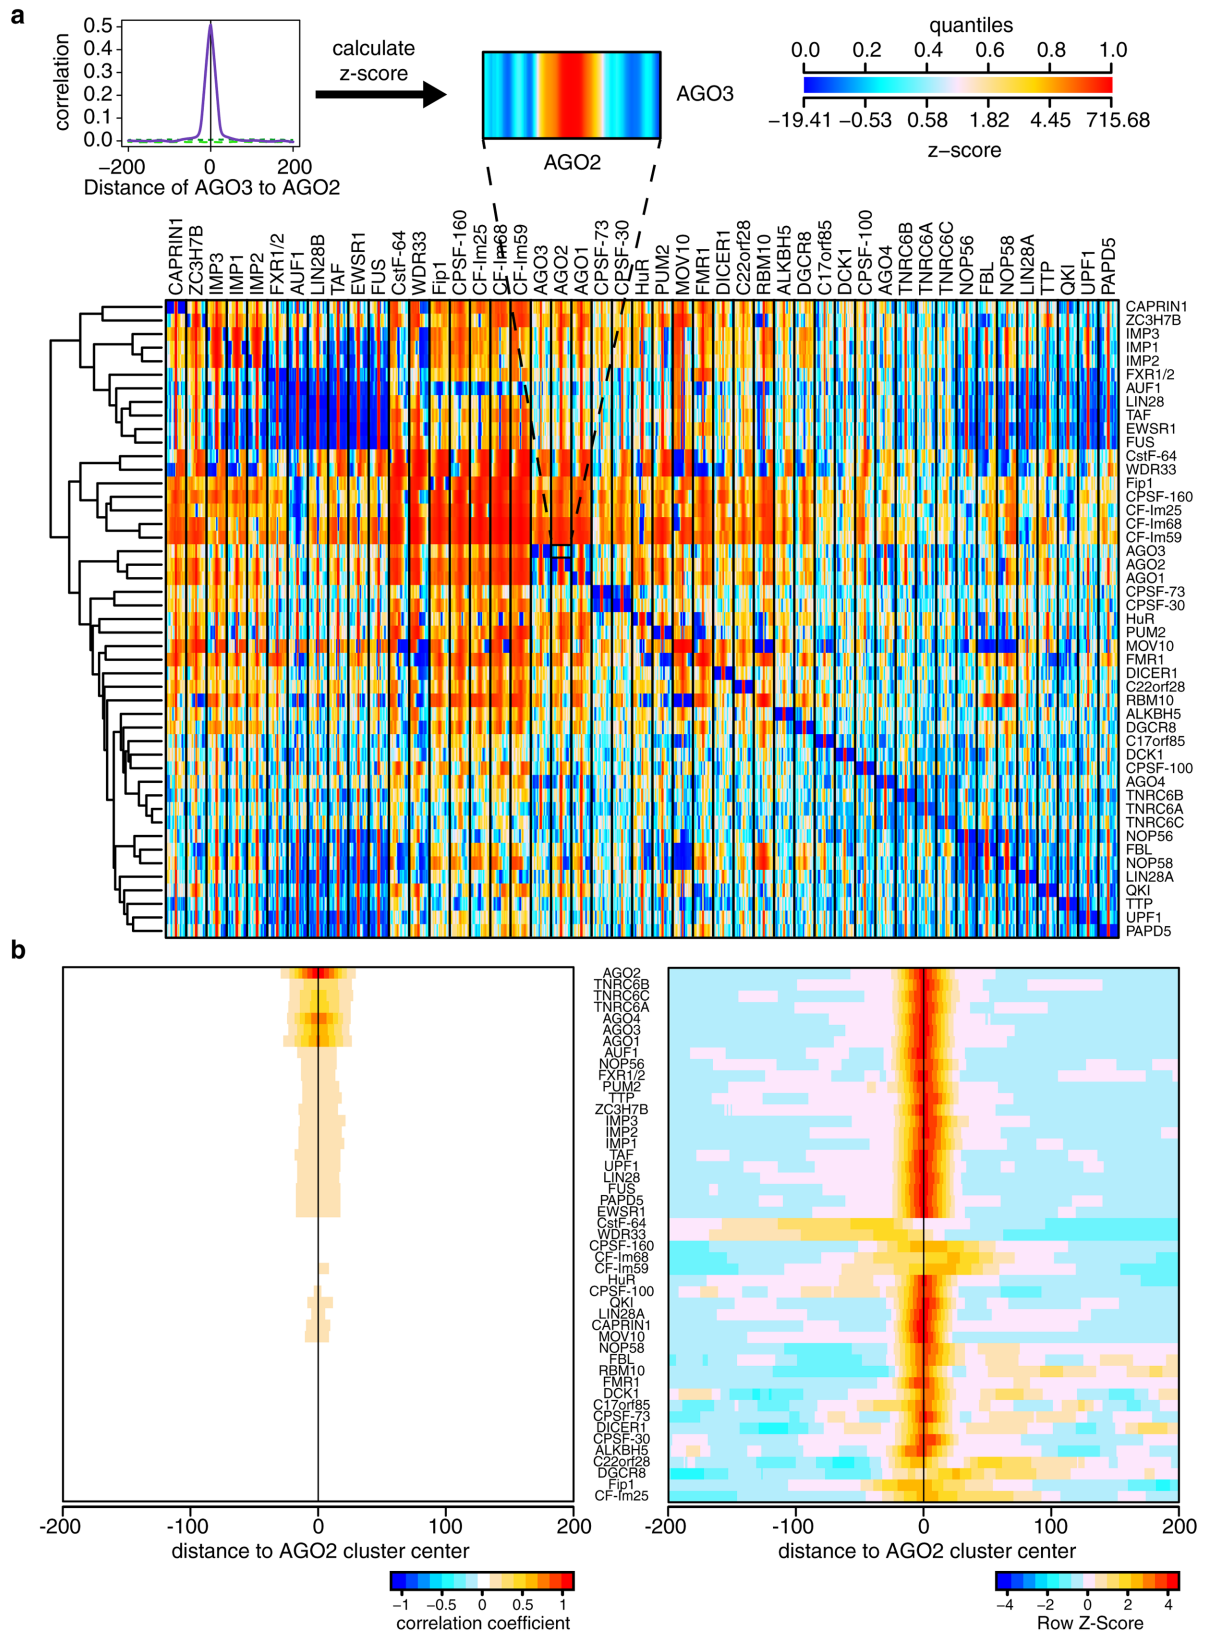 a
correlation
0.5
0.4
0.3
0.2
0.1
0.0
−200 0 200
Distance of AGO3 to AGO2
calculate
z-score
AGO3
AGO2
quantiles
0.0 0.2 0.4 0.6 0.8 1.0
−19.41 −0.53 0.58 1.82 4.45 715.68
z−score
CAPRIN1
ZC3H7B
IMP3
IMP1
IMP2
FXR1/2
AUF1
LIN28B
TAF
EWSR1
FUS
CstF-64
WDR33
Fip1
CPSF-160
CF-Im25
CF-Im68
CF-Im59
AGO3
AGO2
AGO1
CPSF-73
CPSF-30
HuR
PUM2
MOV10
FMR1
DICER1
C22orf28
RBM10
ALKBH5
DGCR8
C17orf85
DCK1
CPSF-100
AGO4
TNRC6B
TNRC6A
TNRC6C
NOP56
FBL
NOP58
LIN28A
TTP
QKI
UPF1
PAPD5
CAPRIN1
ZC3H7B
IMP3
IMP1
IMP2
FXR1/2
AUF1
LIN28
TAF
EWSR1
FUS
CstF-64
WDR33
Fip1
CPSF-160
CF-Im25
CF-Im68
CF-Im59
AGO3
AGO2
AGO1
CPSF-73
CPSF-30
HuR
PUM2
MOV10
FMR1
DICER1
C22orf28
RBM10
ALKBH5
DGCR8
C17orf85
DCK1
CPSF-100
AGO4
TNRC6B
TNRC6A
TNRC6C
NOP56
FBL
NOP58
LIN28A
QKI
TTP
UPF1
PAPD5
b
AGO2
TNRC6B
TNRC6C
TNRC6A
AGO4
AGO3
AGO1
AUF1
NOP56
FXR1/2
PUM2
TTP
ZC3H7B
IMP3
IMP2
IMP1
TAF
UPF1
LIN28
FUS
PAPD5
EWSR1
CstF-64
WDR33
CPSF-160
CF-Im68
CF-Im59
HuR
CPSF-100
QKI
LIN28A
CAPRIN1
MOV10
NOP58
FBL
RBM10
FMR1
DCK1
C17orf85
CPSF-73
DICER1
CPSF-30
ALKBH5
C22orf28
DGCR8
Fip1
CF-Im25
-200 -100 0 100 200
distance to AGO2 cluster center
−1 −0.5 0 0.5 1
correlation coefficient
-200 -100 0 100 200
distance to AGO2 cluster center
−4 −2 0 2 4
Row Z-Score